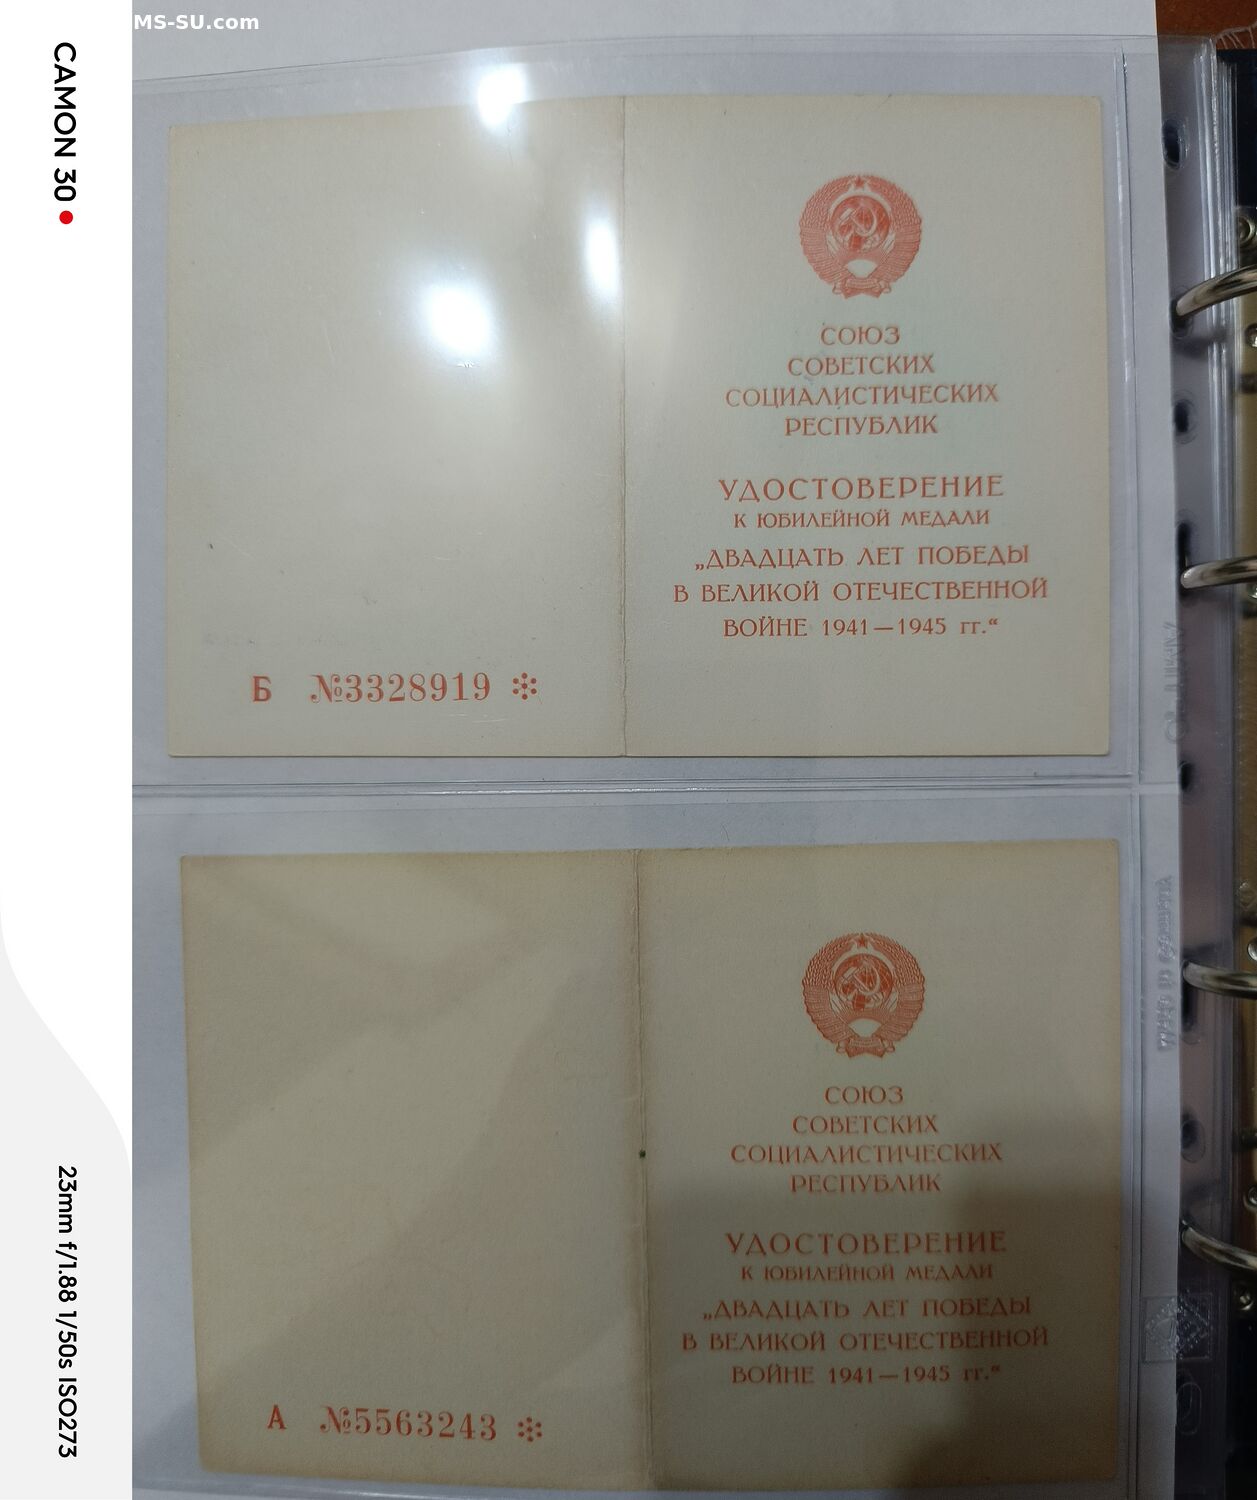 MS-SU.com
CAMON 30
23mm f/1.88 1/50s ISO273
СОЮЗ
СОВЕТСКИХ
СОЦИАЛИСТИЧЕСКИХ
РЕСПУБЛИК
УДОСТОВЕРЕНИЕ
К ЮБИЛЕЙНОЙ МЕДАЛИ
„ДВАДЦАТЬ ЛЕТ ПОБЕДЫ
В ВЕЛИКОЙ ОТЕЧЕСТВЕННОЙ
ВОЙНЕ 1941—1945 гг.“
Б №3328919
СОЮЗ
СОВЕТСКИХ
СОЦИАЛИСТИЧЕСКИХ
РЕСПУБЛИК
УДОСТОВЕРЕНИЕ
К ЮБИЛЕЙНОЙ МЕДАЛИ
„ДВАДЦАТЬ ЛЕТ ПОБЕДЫ
В ВЕЛИКОЙ ОТЕЧЕСТВЕННОЙ
ВОЙНЕ 1941—1945 гг.“
А №5563243